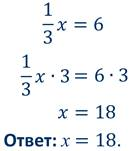 1/3 x = 6
1/3 x · 3 = 6 · 3
x = 18
Ответ: x = 18.